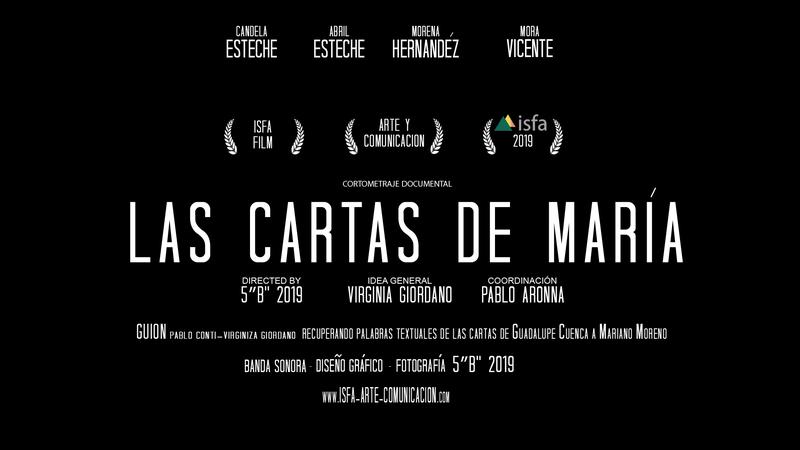 CANDELA ESTECHE
ABRIL ESTECHE
MORENA HERNANDÉZ
MORA VICENTE
ISFA FILM
ARTE Y COMUNICACION
isfa 2019
CORTOMETRAJE DOCUMENTAL
LAS CARTAS DE MARÍA
DIRECTED BY
5"B" 2019
IDEA GENERAL
VIRGINIA GIORDANO
COORDINACIÓN
PABLO ARONNA
GUION PABLO CONTI-VIRGINIZA GIORDANO RECUPERANDO PALABRAS TEXTUALES DE LAS CARTAS DE GUADALUPE CUENCA A MARIANO MORENO
BANDA SONORA - DISEÑO GRÁFICO - FOTOGRAFÍA 5"B" 2019
WWW.ISFA-ARTE-COMUNICACION.COM